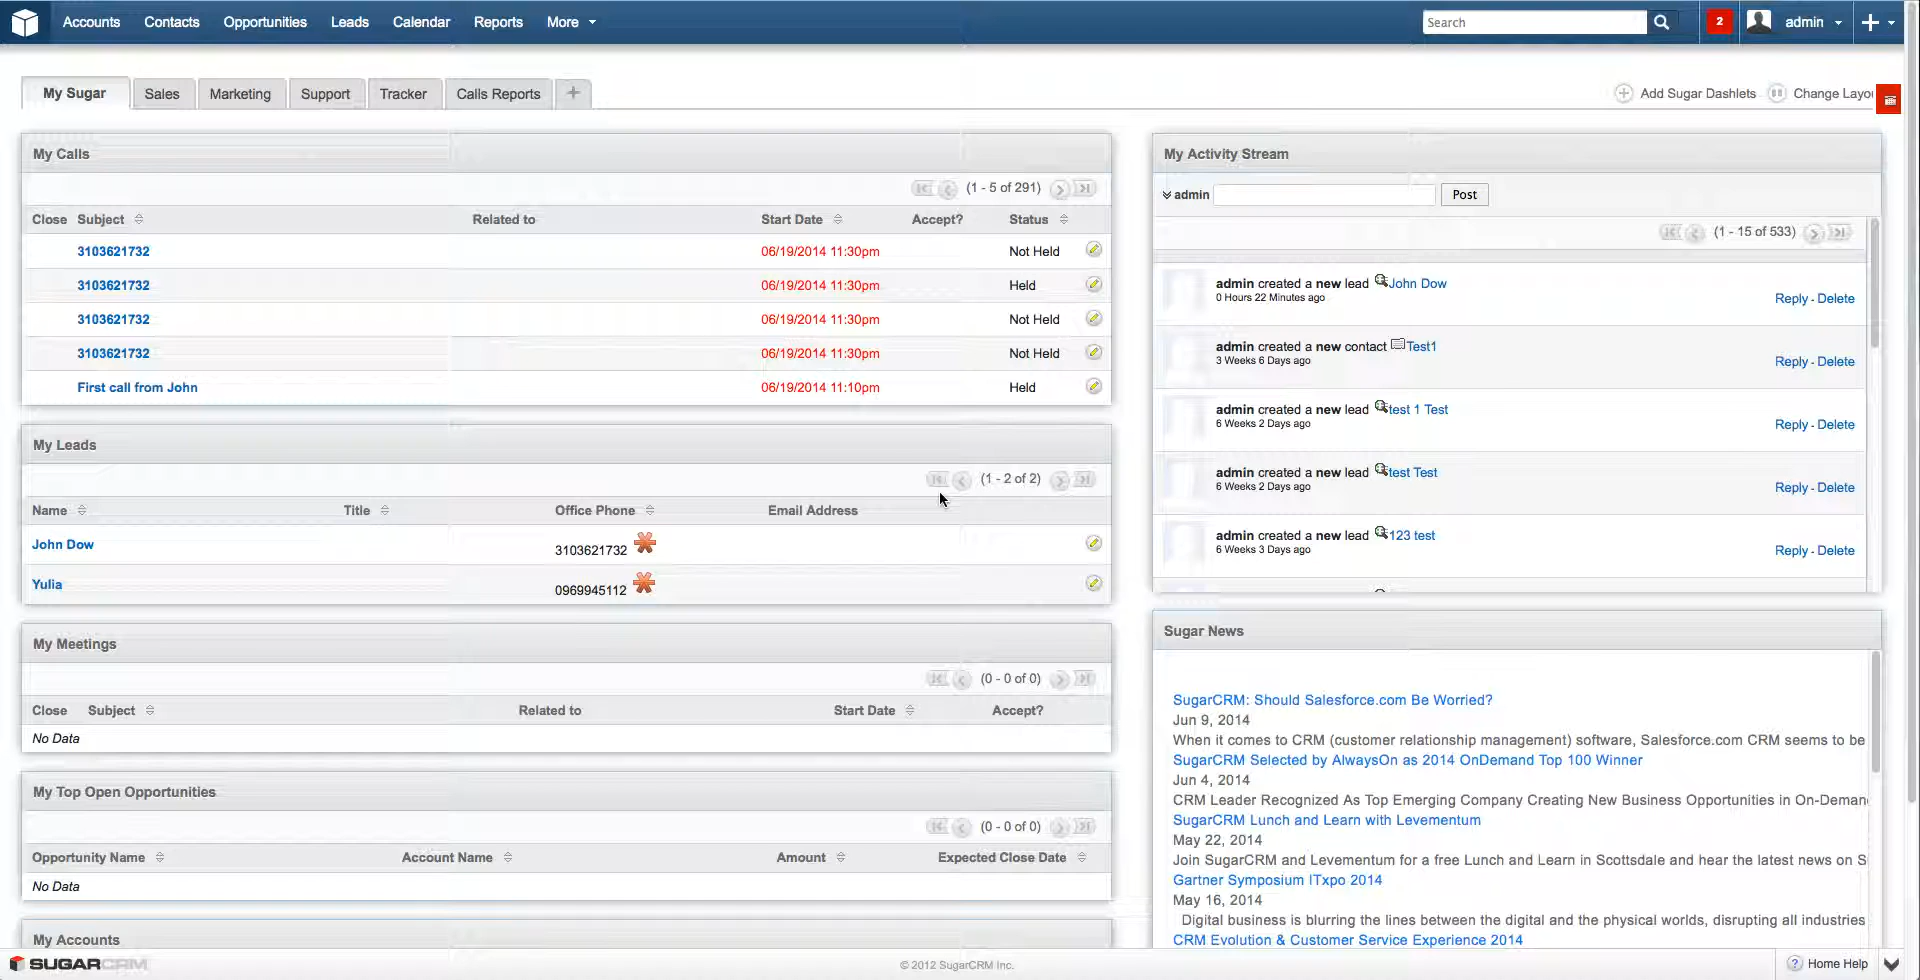 Accounts Contacts Opportunities Leads Calendar Reports More Search 2 admin
My Sugar Sales Marketing Support Tracker Calls Reports Add Sugar Dashlets Change Layou
My Calls
(1 - 5 of 291)
Close Subject Related to Start Date Accept? Status
3103621732 06/19/2014 11:30pm Not Held
3103621732 06/19/2014 11:30pm Held
3103621732 06/19/2014 11:30pm Not Held
3103621732 06/19/2014 11:30pm Not Held
First call from John 06/19/2014 11:10pm Held
My Leads
(1 - 2 of 2)
Name Title Office Phone Email Address
John Dow 3103621732
Yulia 0969945112
My Meetings
(0 - 0 of 0)
Close Subject Related to Start Date Accept?
No Data
My Top Open Opportunities
(0 - 0 of 0)
Opportunity Name Account Name Amount Expected Close Date
No Data
My Accounts
My Activity Stream
admin Post
(1 - 15 of 533)
admin created a new lead John Dow
0 Hours 22 Minutes ago Reply - Delete
admin created a new contact Test1
3 Weeks 6 Days ago Reply - Delete
admin created a new lead test 1 Test
6 Weeks 2 Days ago Reply - Delete
admin created a new lead test Test
6 Weeks 2 Days ago Reply - Delete
admin created a new lead 123 test
6 Weeks 3 Days ago Reply - Delete
Sugar News
SugarCRM: Should Salesforce.com Be Worried?
Jun 9, 2014
When it comes to CRM (customer relationship management) software, Salesforce.com CRM seems to be
SugarCRM Selected by AlwaysOn as 2014 OnDemand Top 100 Winner
Jun 4, 2014
CRM Leader Recognized As Top Emerging Company Creating New Business Opportunities in On-Deman
SugarCRM Lunch and Learn with Levementum
May 22, 2014
Join SugarCRM and Levementum for a free Lunch and Learn in Scottsdale and hear the latest news on S
Gartner Symposium ITxpo 2014
May 16, 2014
Digital business is blurring the lines between the digital and the physical worlds, disrupting all industries
CRM Evolution & Customer Service Experience 2014
SUGARCRM © 2012 SugarCRM Inc. ? Home Help